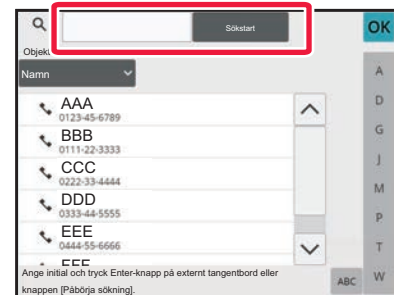 Sökstart
OK
Objekt
Namn
A
AAA
0123-45-6789
D
BBB
0111-22-3333
G
CCC
0222-33-4444
J
M
DDD
0333-44-5555
P
EEE
0444-55-6666
T
EEE
Ange initial och tryck Enter-knapp på externt tangentbord eller
knappen [Påbörja sökning].
ABC
W